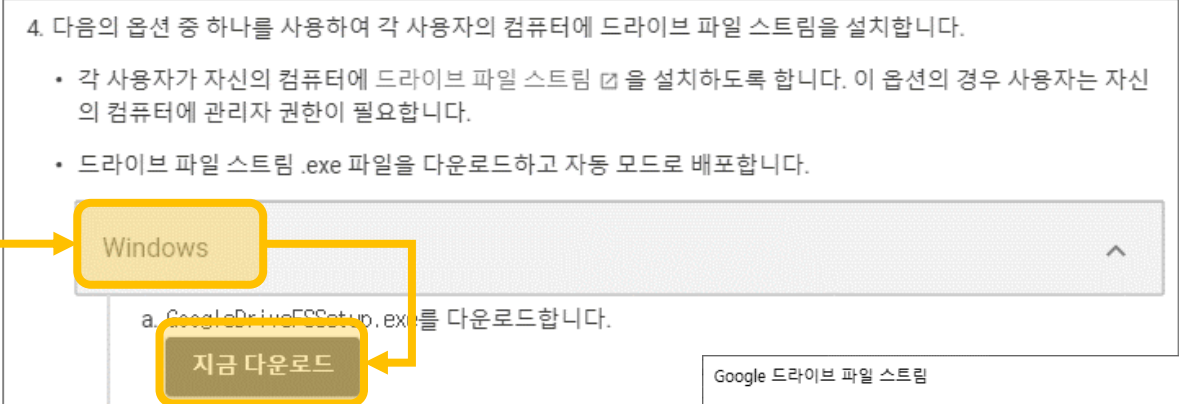 4. 다음의 옵션 중 하나를 사용하여 각 사용자의 컴퓨터에 드라이브 파일 스트림을 설치합니다.
• 각 사용자가 자신의 컴퓨터에 드라이브 파일 스트림 을 설치하도록 합니다. 이 옵션의 경우 사용자는 자신
의 컴퓨터에 관리자 권한이 필요합니다.
• 드라이브 파일 스트림 .exe 파일을 다운로드하고 자동 모드로 배포합니다.
Windows
a. GoogleDriveFSSetup.exe를 다운로드합니다.
지금 다운로드
Google 드라이브 파일 스트림